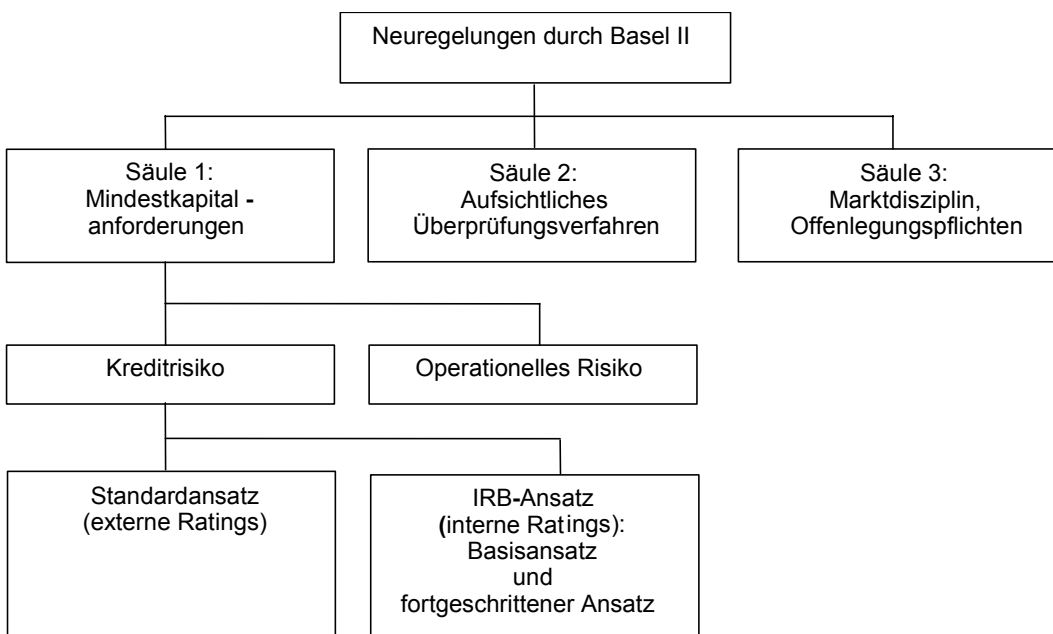 Neuregelungen durch Basel II
Säule 1:
Mindestkapital -
anforderungen
Säule 2:
Aufsichtliches
Überprüfungsverfahren
Säule 3:
Marktdisziplin,
Offenlegungspflichten
Kreditrisiko
Operationelles Risiko
Standardansatz
(externe Ratings)
IRB-Ansatz
(interne Ratings):
Basisansatz
und
fortgeschrittener Ansatz